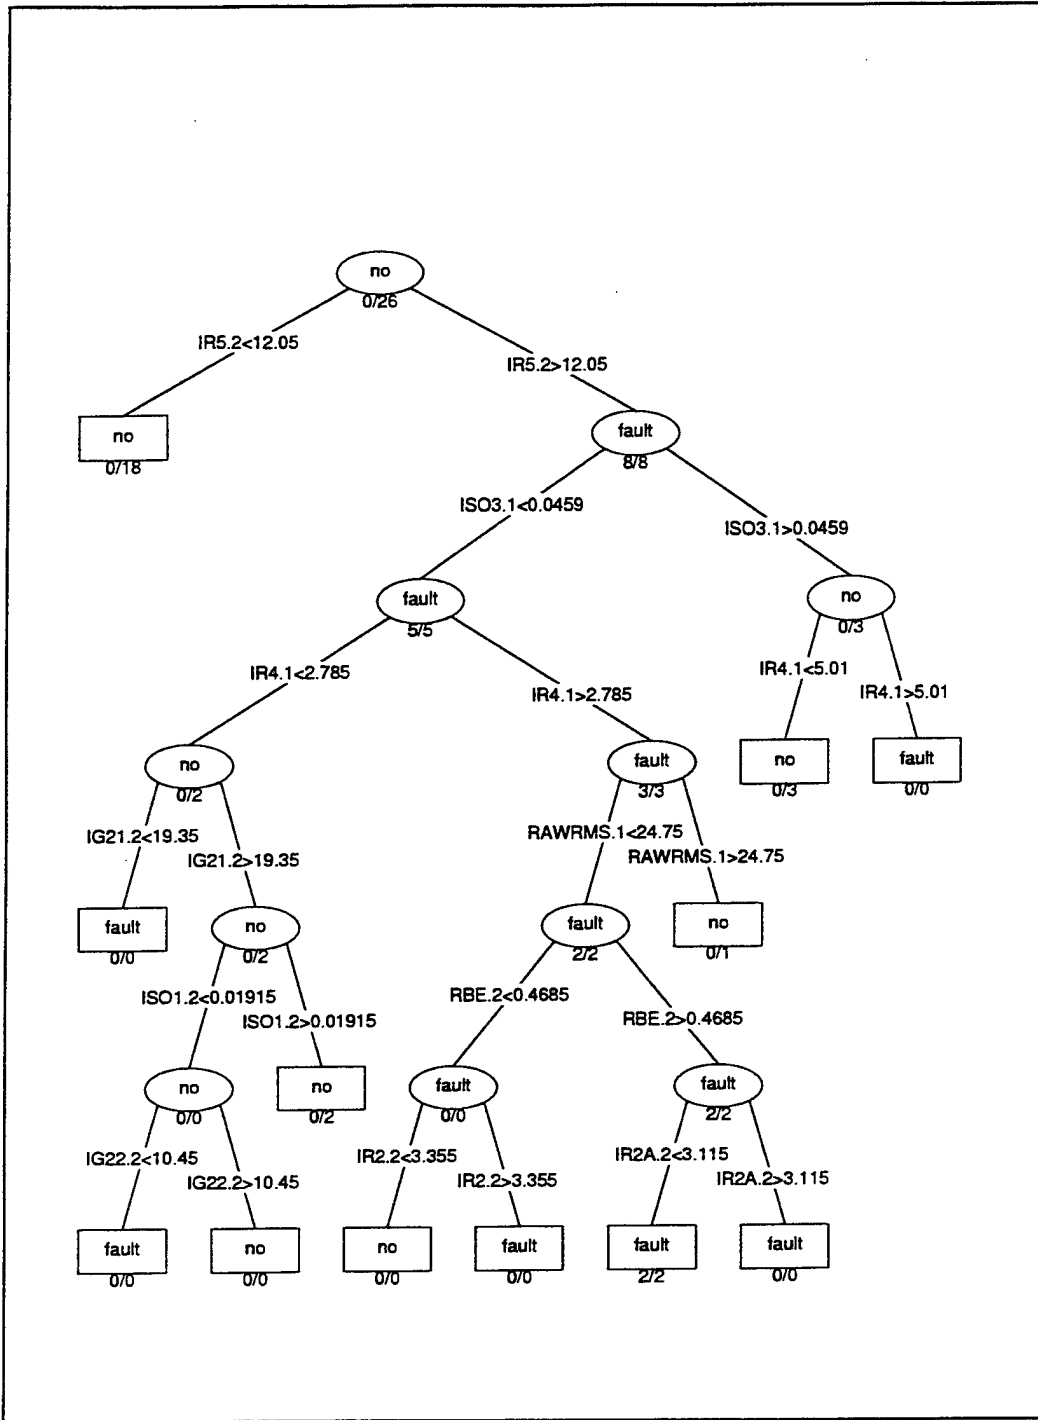 no
0/26
IR5.2<12.05
IR5.2>12.05
no
0/18
fault
8/8
ISO3.1<0.0459
ISO3.1>0.0459
fault
5/5
no
0/3
IR4.1<2.785
IR4.1>2.785
IR4.1<5.01
IR4.1>5.01
no
0/2
fault
3/3
no
0/3
fault
0/0
IG21.2<19.35
IG21.2>19.35
RAWRMS.1<24.75
RAWRMS.1>24.75
fault
0/0
no
0/2
fault
2/2
no
0/1
ISO1.2<0.01915
ISO1.2>0.01915
RBE.2<0.4685
RBE.2>0.4685
no
0/0
no
0/2
fault
0/0
fault
2/2
IG22.2<10.45
IG22.2>10.45
IR2.2<3.355
IR2.2>3.355
IR2A.2<3.115
IR2A.2>3.115
fault
0/0
no
0/0
no
0/0
fault
0/0
fault
2/2
fault
0/0